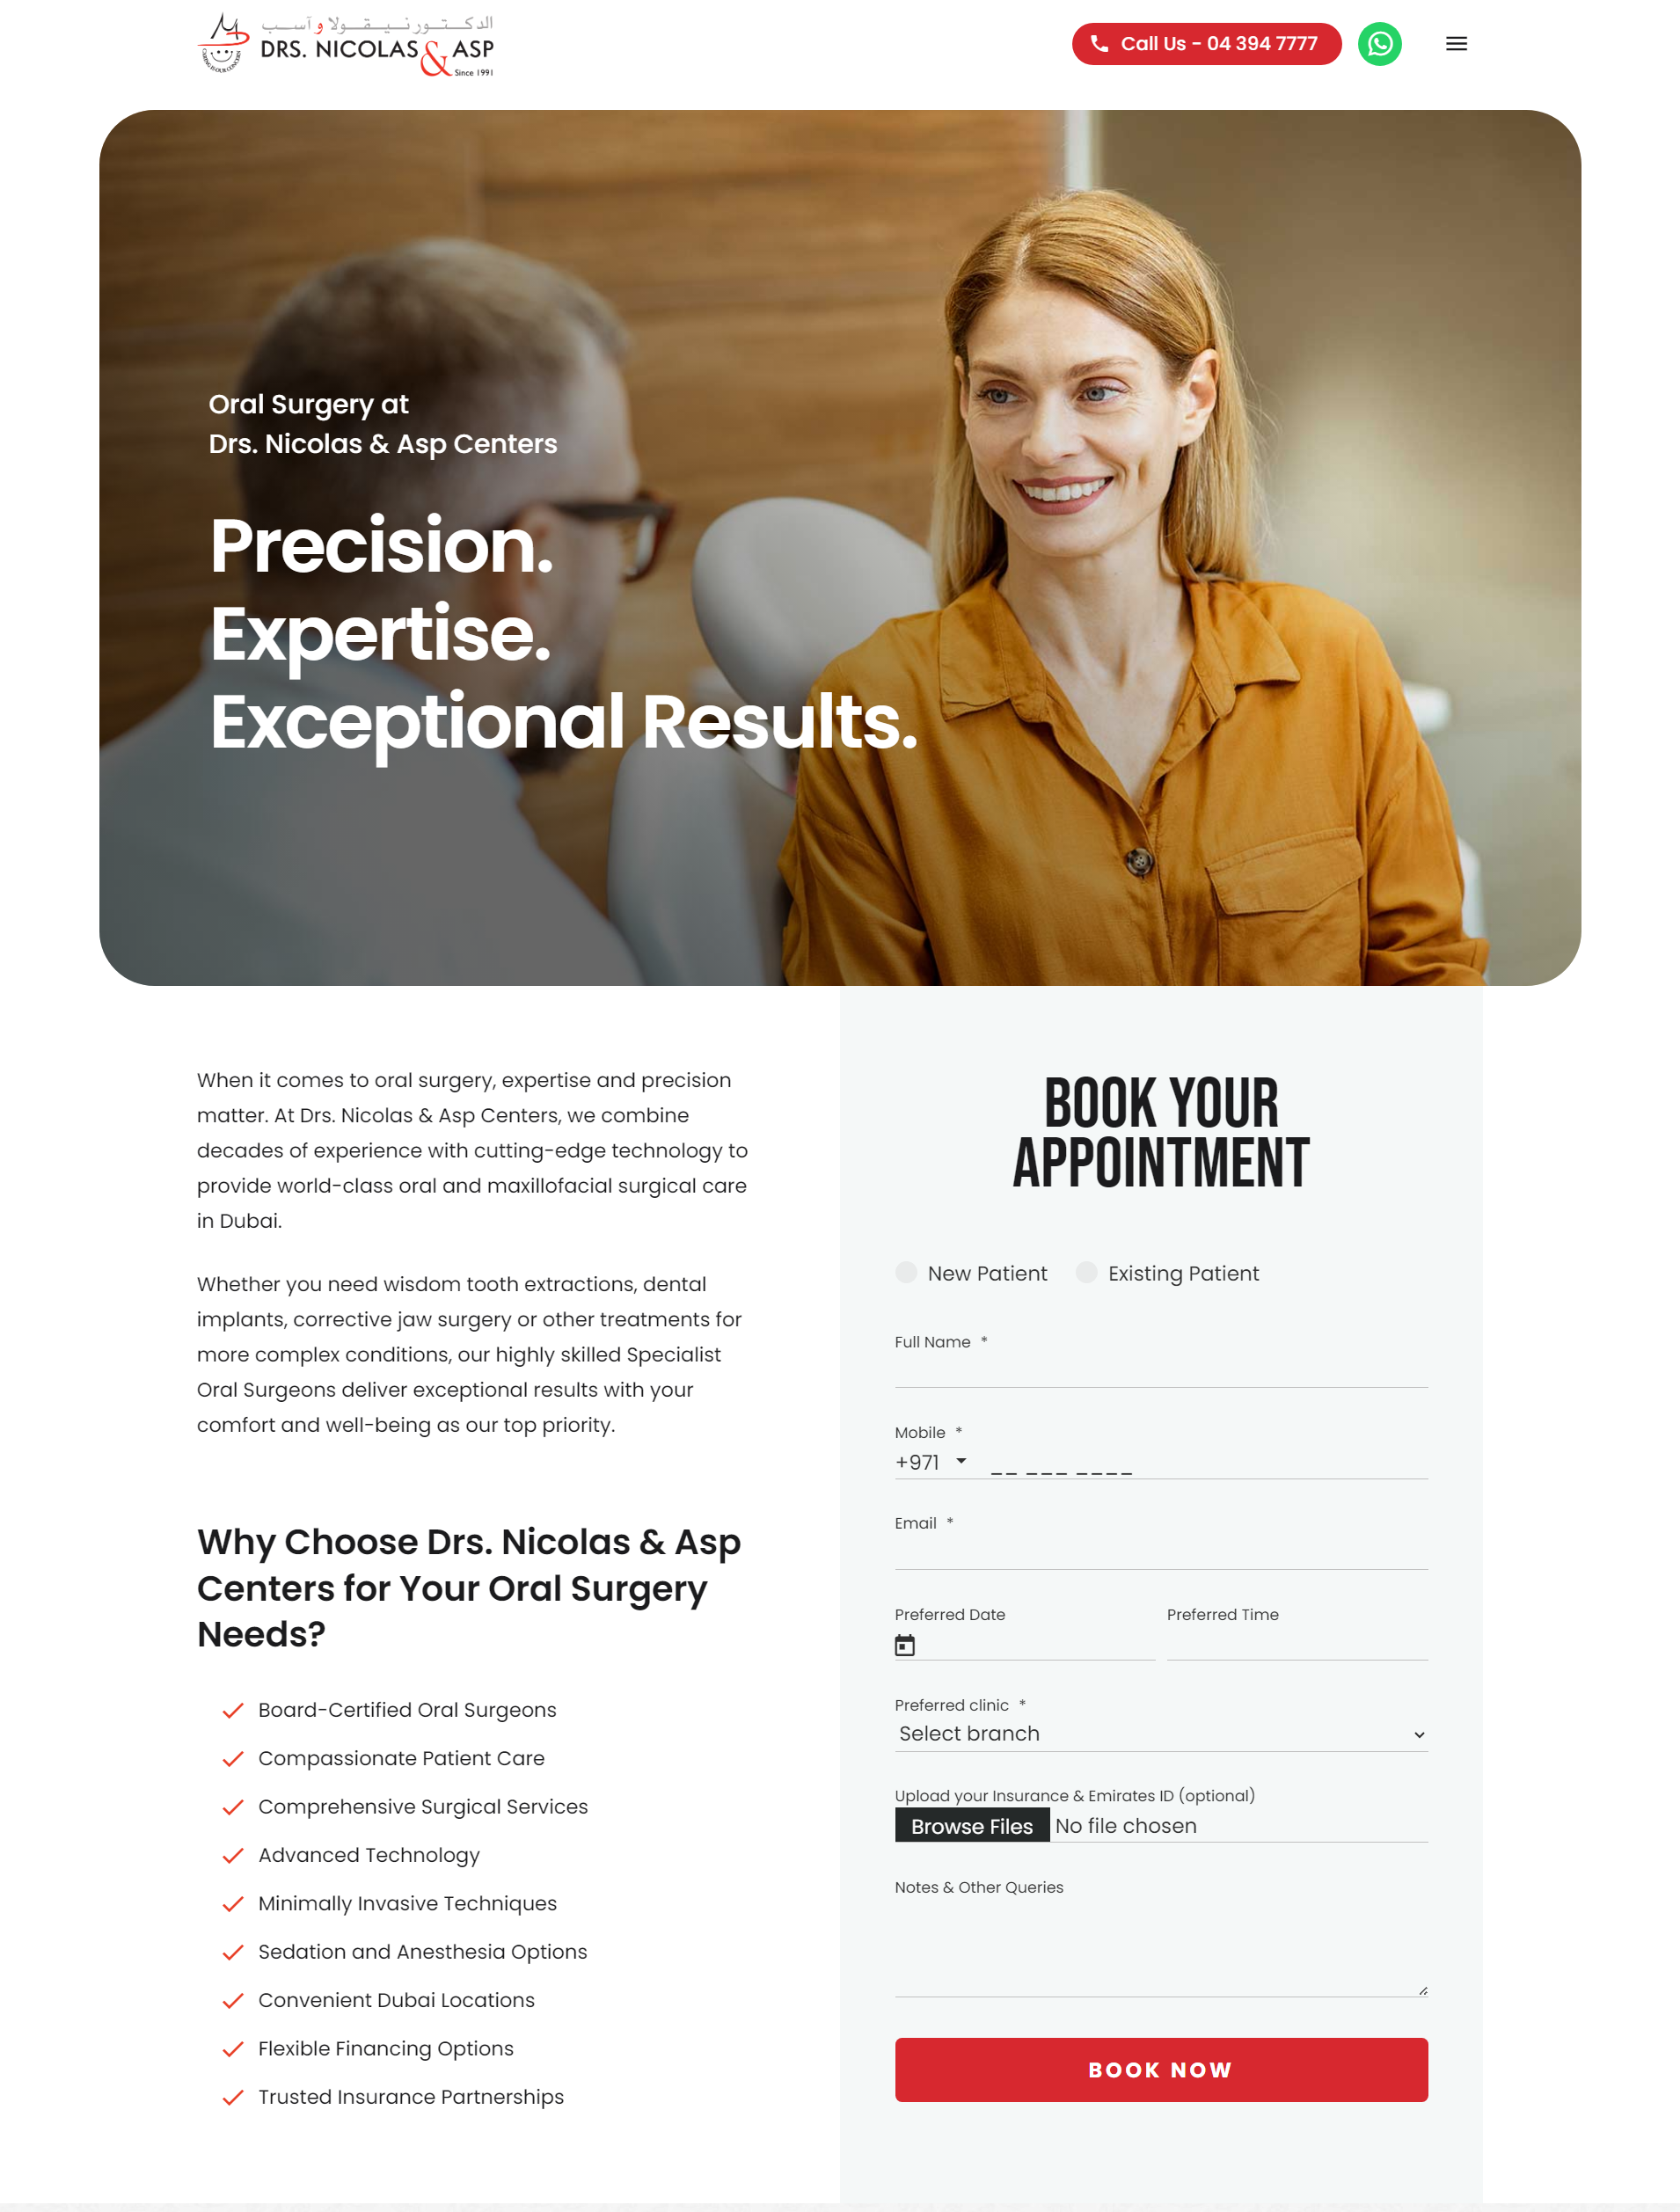 الدكتور نيقولا و آسب
DRS. NICOLAS & ASP
Since 1991
Call Us - 04 394 7777
Oral Surgery at
Drs. Nicolas & Asp Centers
Precision.
Expertise.
Exceptional Results.
When it comes to oral surgery, expertise and precision
matter. At Drs. Nicolas & Asp Centers, we combine
decades of experience with cutting-edge technology to
provide world-class oral and maxillofacial surgical care
in Dubai.
Whether you need wisdom tooth extractions, dental
implants, corrective jaw surgery or other treatments for
more complex conditions, our highly skilled Specialist
Oral Surgeons deliver exceptional results with your
comfort and well-being as our top priority.
Why Choose Drs. Nicolas & Asp
Centers for Your Oral Surgery
Needs?
Board-Certified Oral Surgeons
Compassionate Patient Care
Comprehensive Surgical Services
Advanced Technology
Minimally Invasive Techniques
Sedation and Anesthesia Options
Convenient Dubai Locations
Flexible Financing Options
Trusted Insurance Partnerships
BOOK YOUR
APPOINTMENT
New Patient Existing Patient
Full Name *
Mobile *
+971 __ ___ ____
Email *
Preferred Date Preferred Time
Preferred clinic *
Select branch
Upload your Insurance & Emirates ID (optional)
Browse Files No file chosen
Notes & Other Queries
BOOK NOW